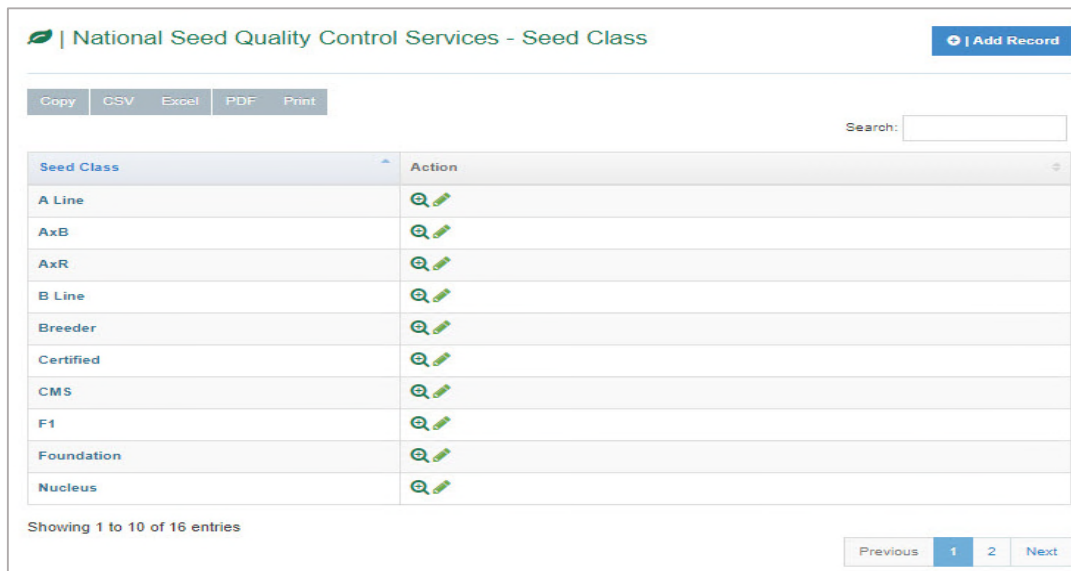 | National Seed Quality Control Services - Seed Class
| Add Record
Copy CSV Excel PDF Print
Search:
Seed Class Action
A Line
AxB
AxR
B Line
Breeder
Certified
CMS
F1
Foundation
Nucleus
Showing 1 to 10 of 16 entries
Previous 1 2 Next